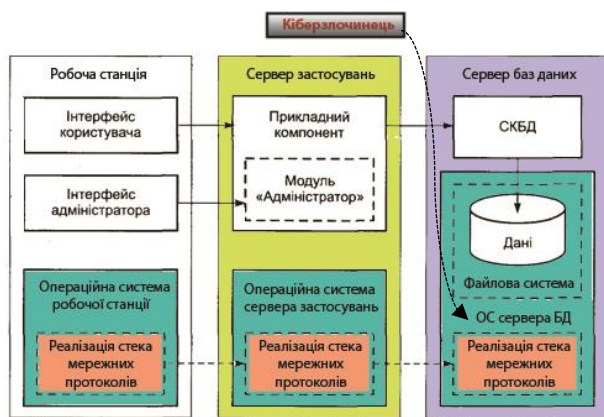 Кіберзлочинець
Робоча станція
Інтерфейс
користувача
Інтерфейс
адміністратора
Операційна система
робочої станції
Реалізація стека
мережних
протоколів
Сервер застосувань
Прикладний
компонент
Модуль
«Адміністратор»
Операційна система
сервера застосувань
Реалізація стека
мережних
протоколів
Сервер баз даних
СКБД
Дані
Файлова система
ОС сервера БД
Реалізація стека
мережних
протоколів